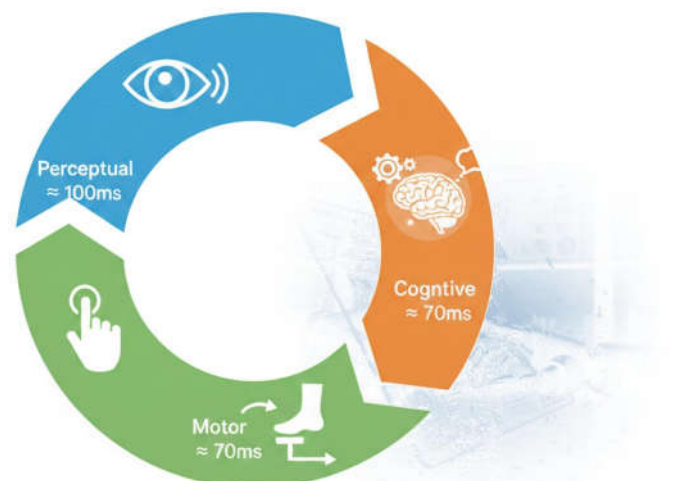 Perceptual
≈ 100ms
Cogntive
≈ 70ms
Motor
≈ 70ms